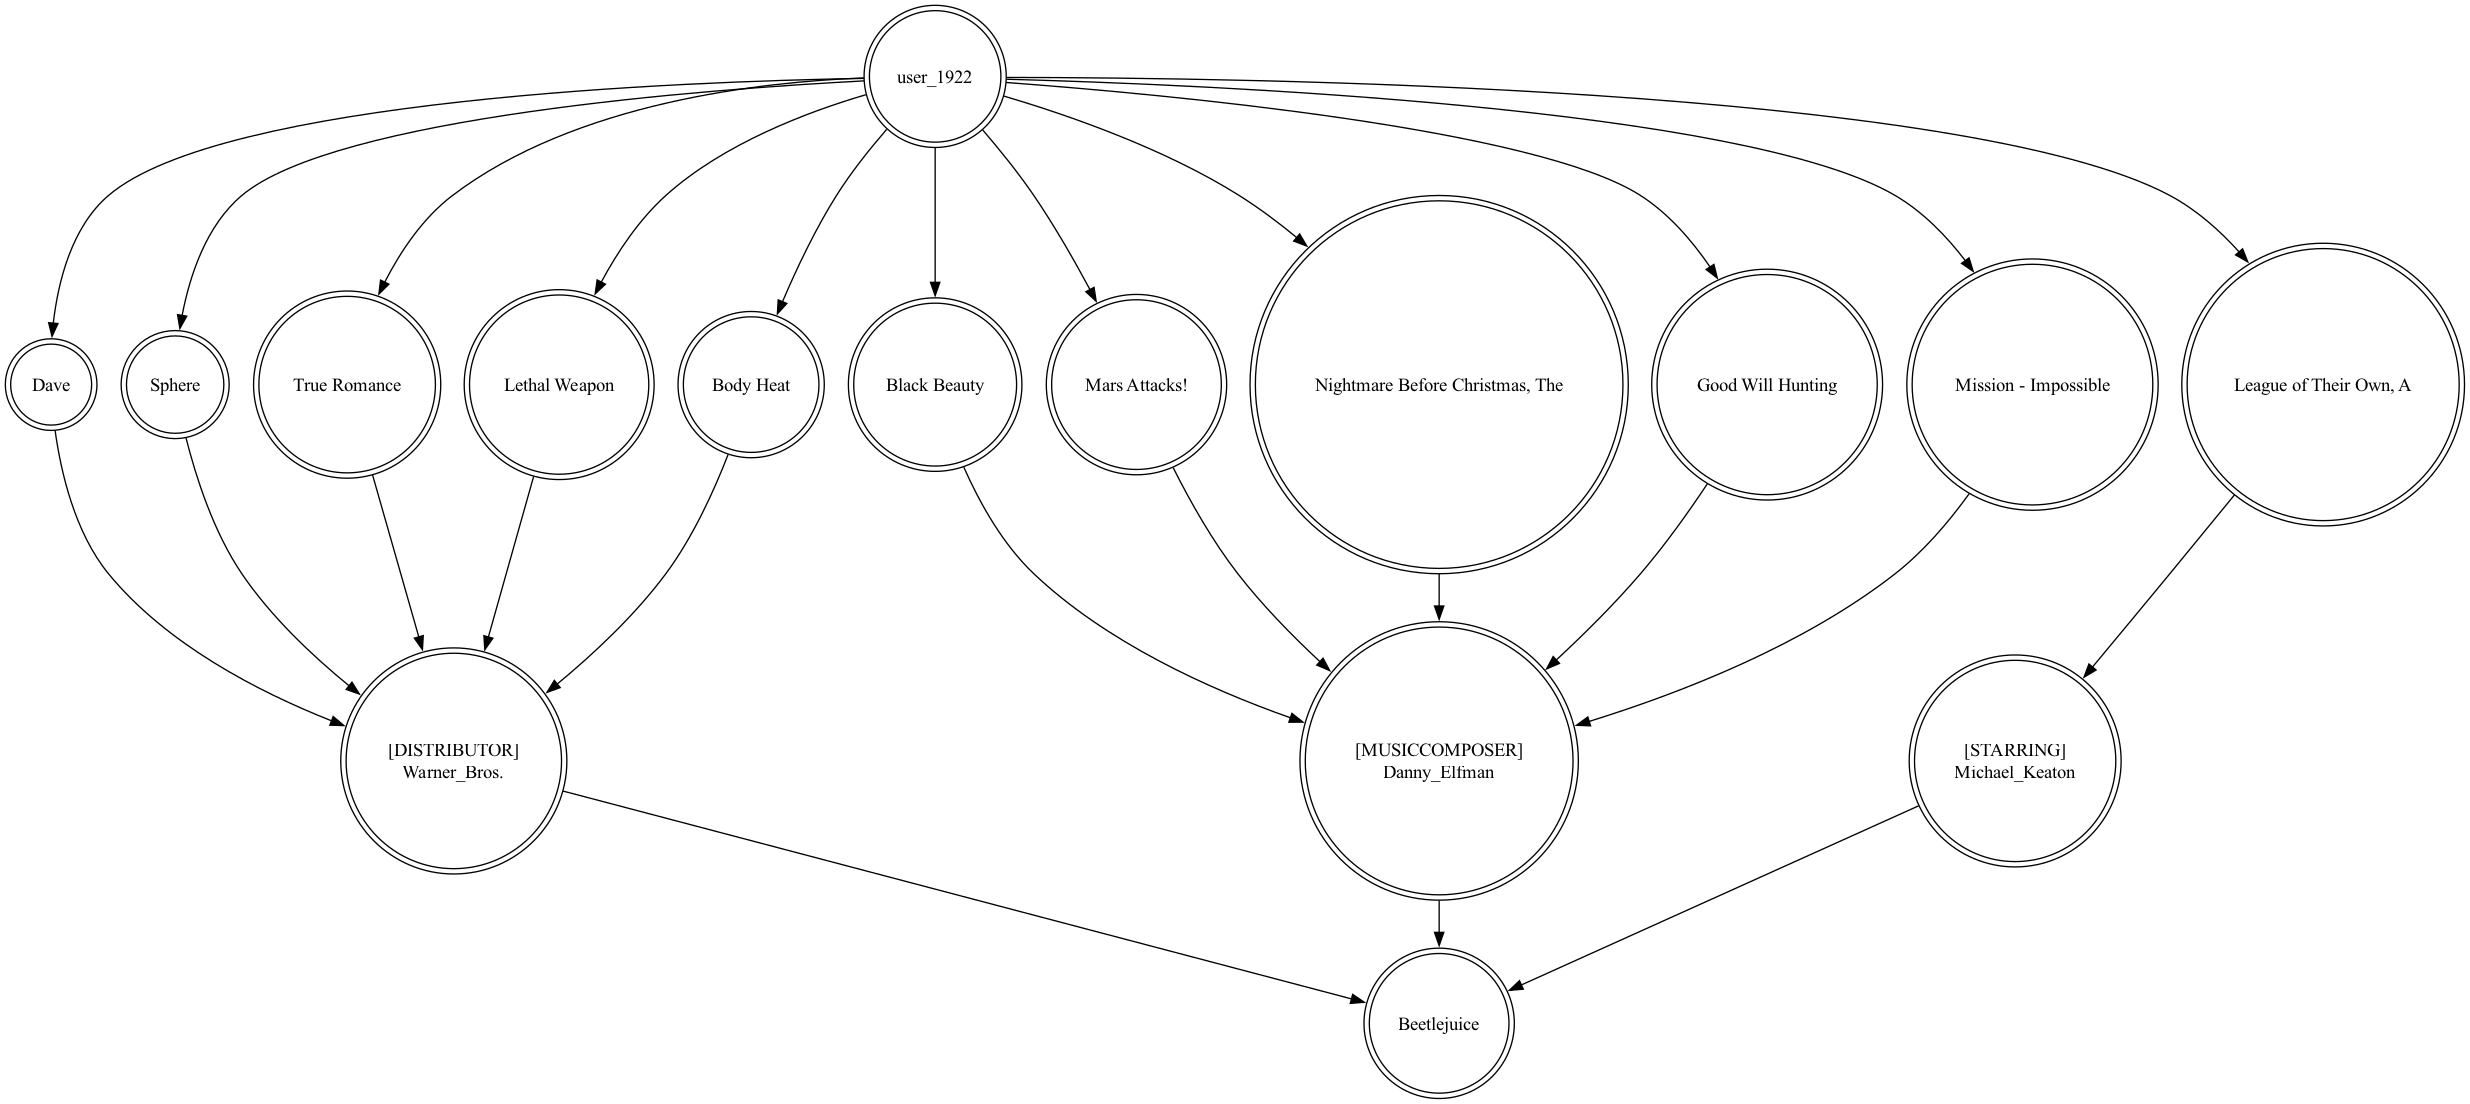 user_1922
Dave
Sphere
True Romance
Lethal Weapon
Body Heat
Black Beauty
Mars Attacks!
Nightmare Before Christmas, The
Good Will Hunting
Mission - Impossible
League of Their Own, A
[DISTRIBUTOR]
Warner_Bros.
[MUSICCOMPOSER]
Danny_Elfman
[STARRING]
Michael_Keaton
Beetlejuice